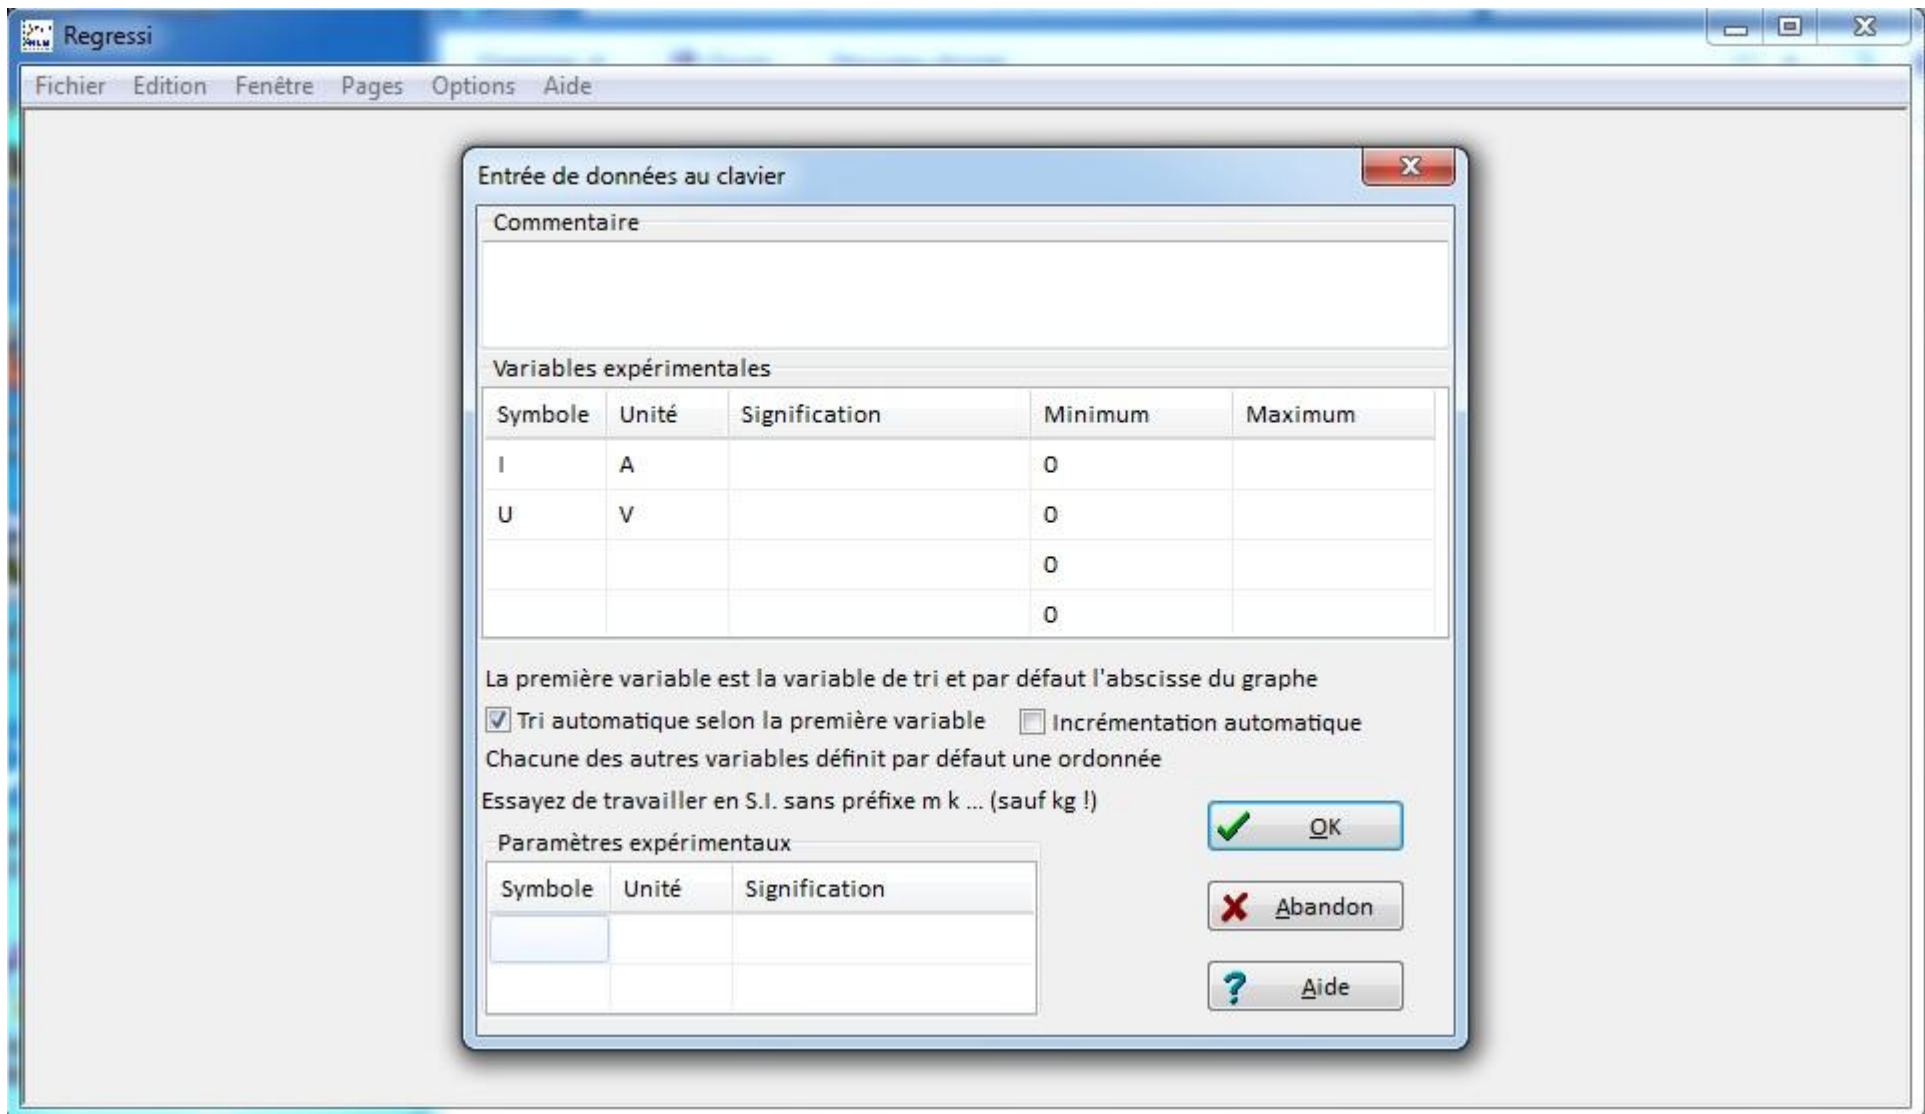 Regressi
Fichier Edition Fenêtre Pages Options Aide
Entrée de données au clavier
Commentaire
Variables expérimentales
Symbole Unité Signification Minimum Maximum
I A 0
U V 0
0
0
La première variable est la variable de tri et par défaut l'abscisse du graphe
Tri automatique selon la première variable Incrémentation automatique
Chacune des autres variables définit par défaut une ordonnée
Essayez de travailler en S.I. sans préfixe m k ... (sauf kg !)
OK
Paramètres expérimentaux
Symbole Unité Signification
Abandon
Aide